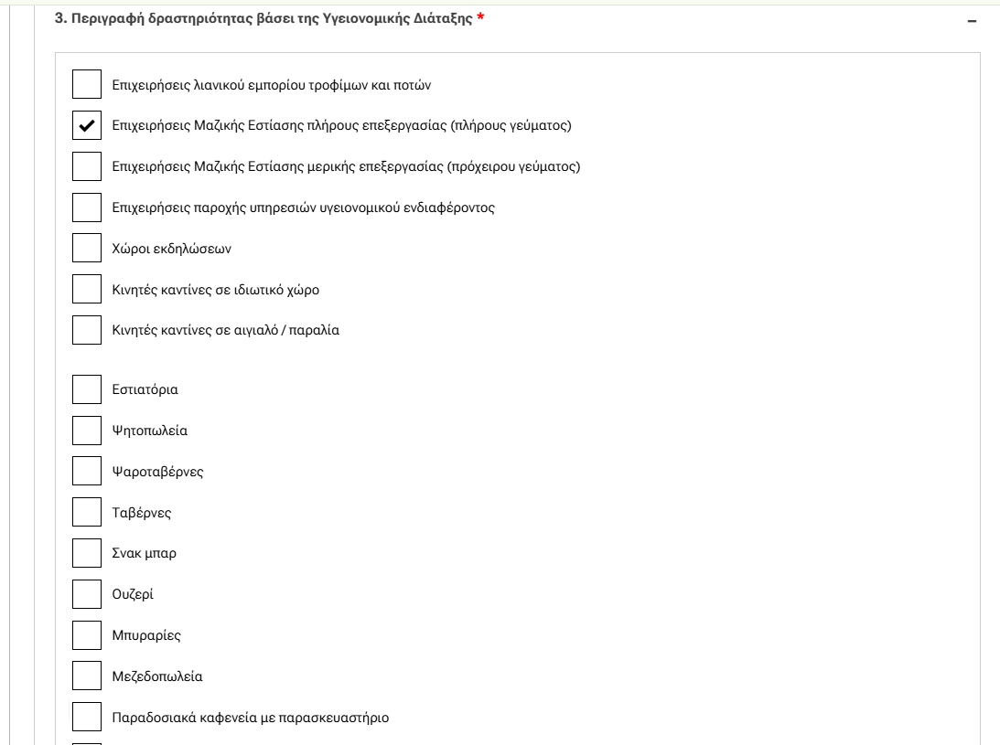 3. Περιγραφή δραστηριότητας βάσει της Υγειονομικής Διάταξης *
Επιχειρήσεις λιανικού εμπορίου τροφίμων και ποτών
Επιχειρήσεις Μαζικής Εστίασης πλήρους επεξεργασίας (πλήρους γεύματος)
Επιχειρήσεις Μαζικής Εστίασης μερικής επεξεργασίας (πρόχειρου γεύματος)
Επιχειρήσεις παροχής υπηρεσιών υγειονομικού ενδιαφέροντος
Χώροι εκδηλώσεων
Κινητές καντίνες σε ιδιωτικό χώρο
Κινητές καντίνες σε αιγιαλό / παραλία
Εστιατόρια
Ψητοπωλεία
Ψαροταβέρνες
Ταβέρνες
Σνακ μπαρ
Ουζερί
Μπυραρίες
Μεζεδοπωλεία
Παραδοσιακά καφενεία με παρασκευαστήριο